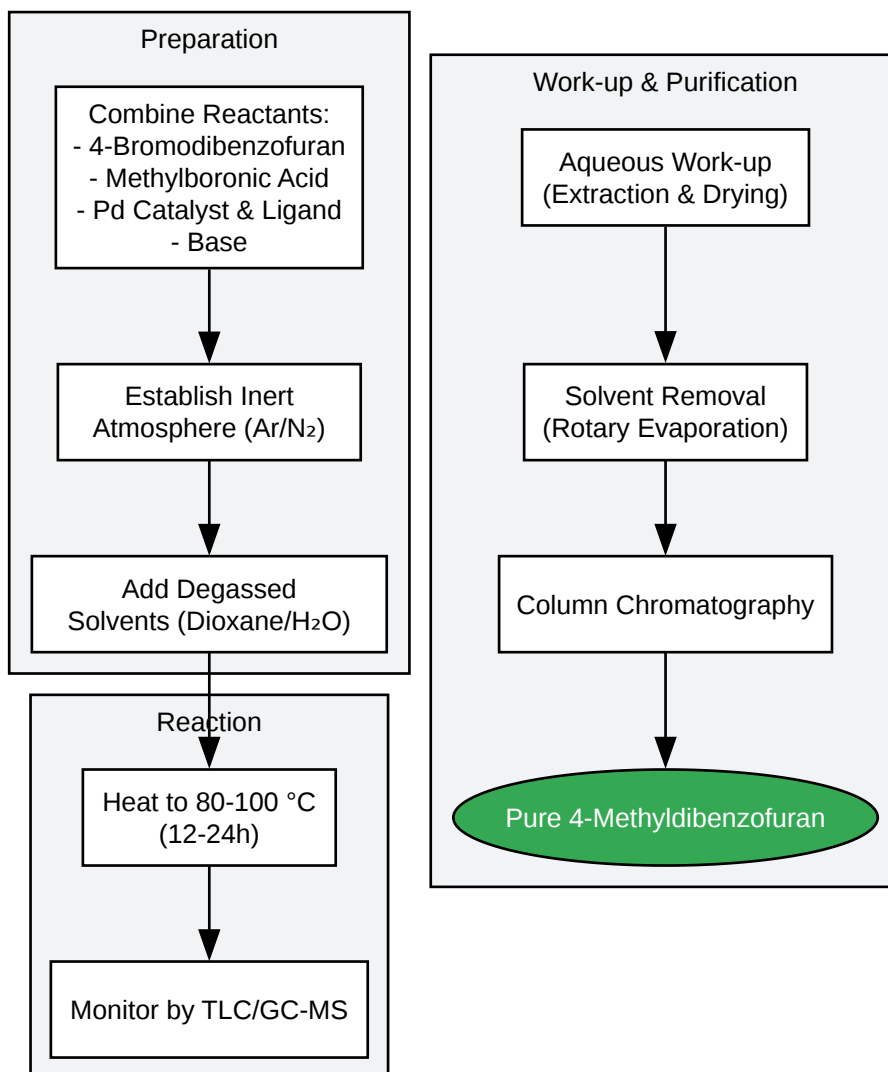 Preparation
Combine Reactants:
- 4-Bromodibenzofuran
- Methylboronic Acid
- Pd Catalyst & Ligand
- Base
Establish Inert
Atmosphere (Ar/N₂)
Add Degassed
Solvents (Dioxane/H₂O)
Reaction
Heat to 80-100 °C
(12-24h)
Monitor by TLC/GC-MS
Work-up & Purification
Aqueous Work-up
(Extraction & Drying)
Solvent Removal
(Rotary Evaporation)
Column Chromatography
Pure 4-Methyldibenzofuran